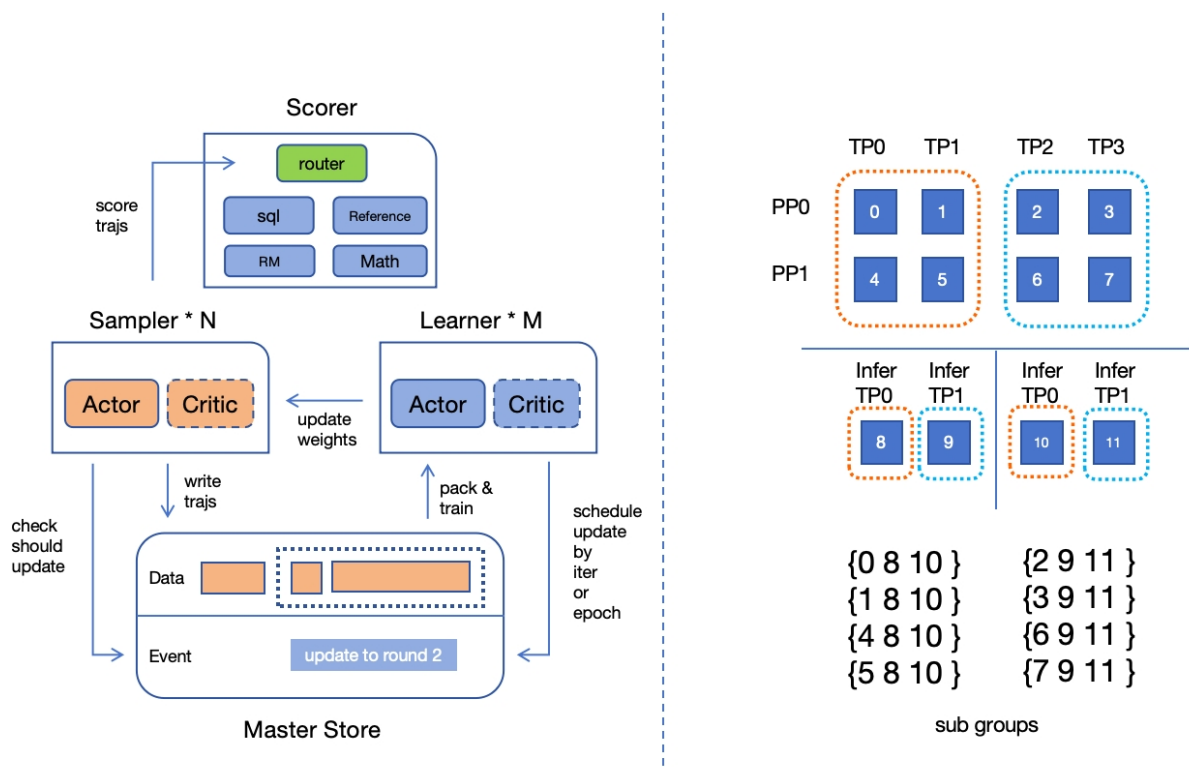 Scorer
router
sql
Reference
RM
Math
score
trajs
Sampler * N
Learner * M
Actor
Critic
update
weights
Actor
Critic
check
should
update
write
trajs
pack &
train
schedule
update
by
iter
or
epoch
Data
Event
update to round 2
Master Store
TP0
TP1
TP2
TP3
PP0
0
1
2
3
PP1
4
5
6
7
Infer
TP0
Infer
TP1
Infer
TP0
Infer
TP1
8
9
10
11
{0 8 10 }
{1 8 10 }
{4 8 10 }
{5 8 10 }
{2 9 11 }
{3 9 11 }
{6 9 11 }
{7 9 11 }
sub groups